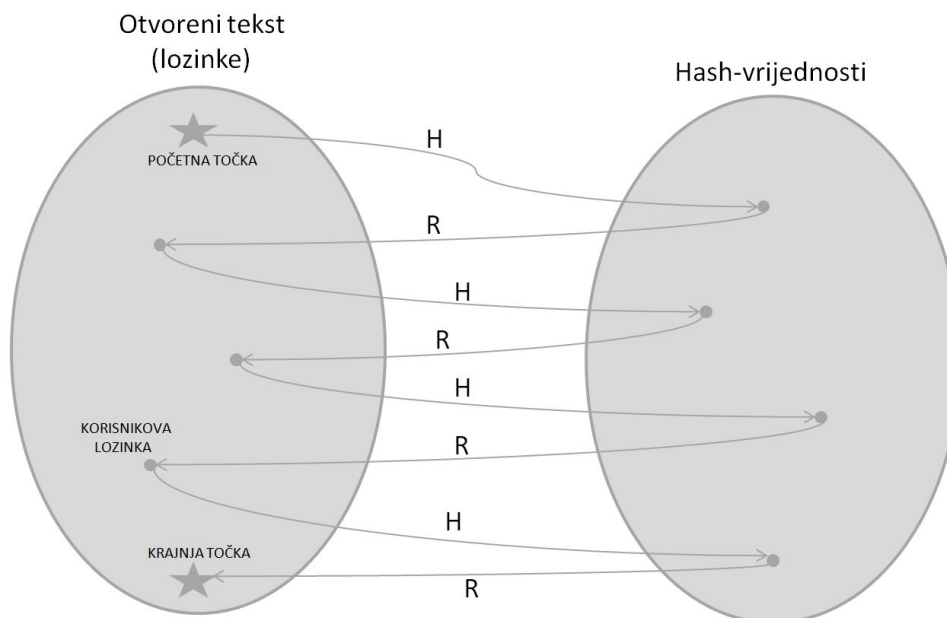 Otvoreni tekst
(lozinke)
Hash-vrijednosti
H
POČETNA TOČKA
R
H
R
H
KORISNIKOVA
LOZINKA
R
H
KRAJNJA TOČKA
R